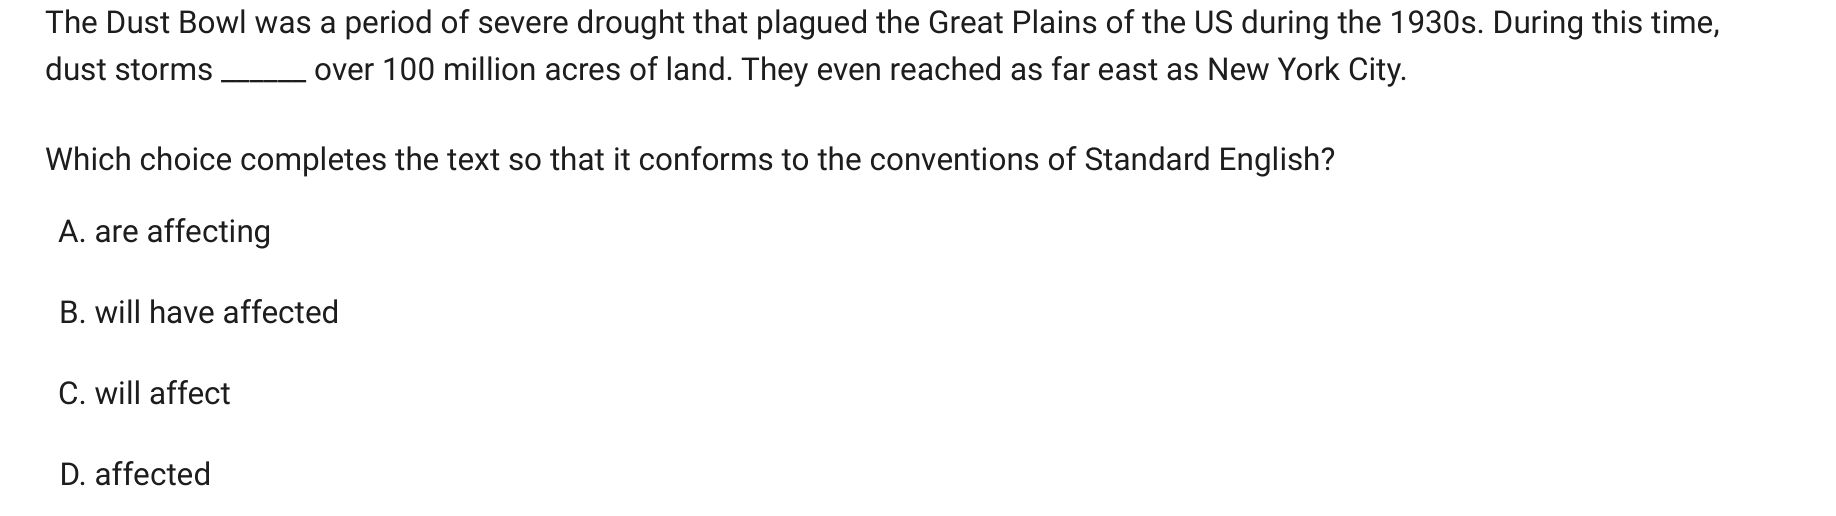 The Dust Bowl was a period of severe drought that plagued the Great Plains of the US during the 1930s. During this time,
dust storms ______ over 100 million acres of land. They even reached as far east as New York City.
Which choice completes the text so that it conforms to the conventions of Standard English?
A. are affecting
B. will have affected
C. will affect
D. affected